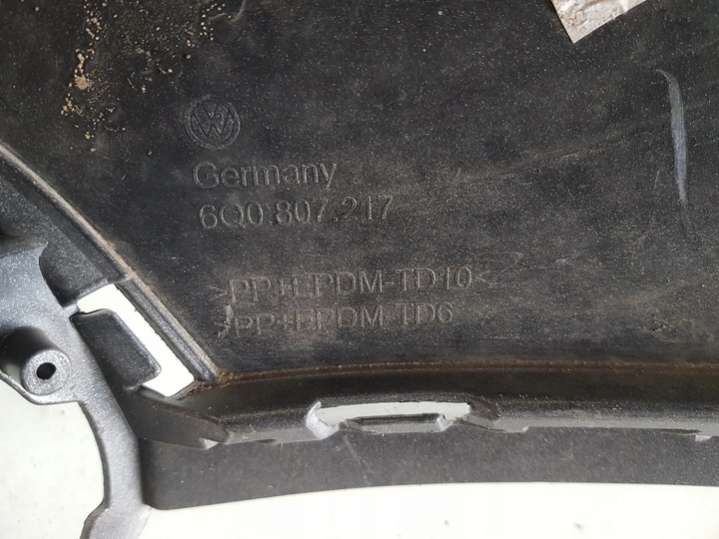 Germany
6Q0.807.217
>PP+EPDM-TD10<
>PP+EPDM-TD6